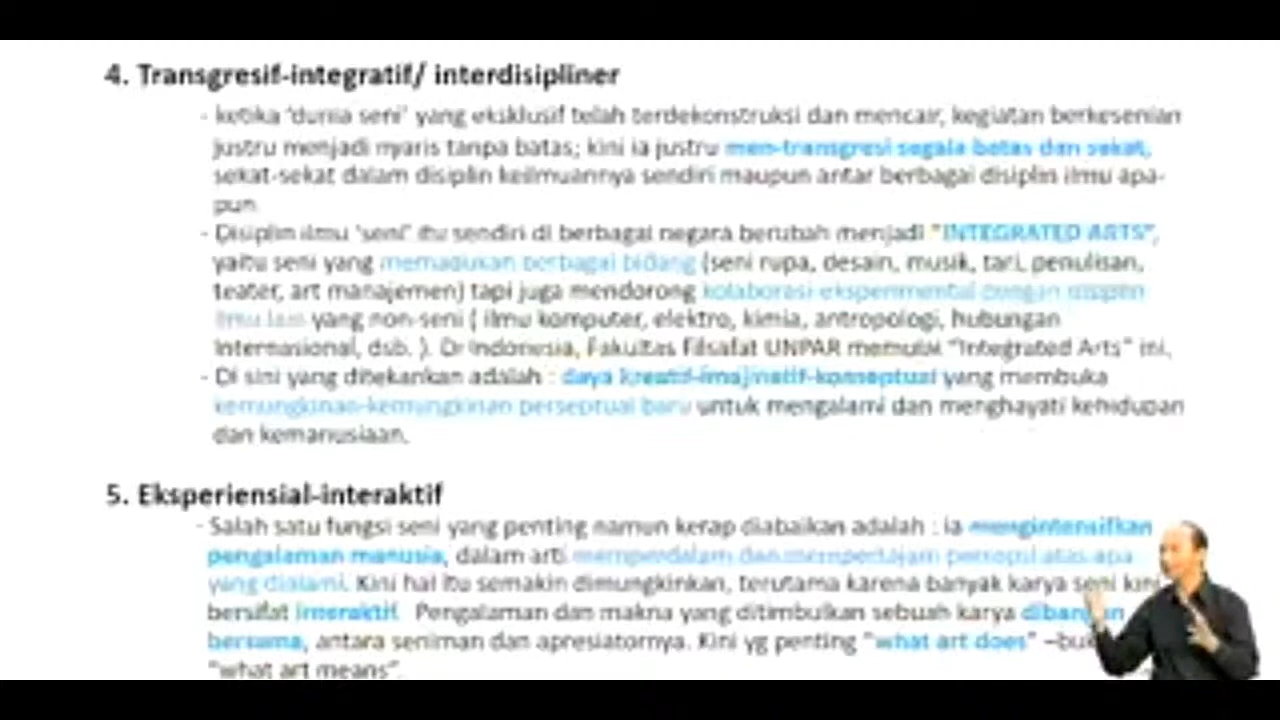 4. Transgresif-integratif/ interdisipliner
- ketika 'dunia seni' yang eksklusif telah terdekonstruksi dan mencair, kegiatan berkesenian
justru menjadi nyaris tanpa batas; kini ia justru men-transgresi segala batas dan sekat,
sekat-sekat dalam disiplin keilmuannya sendiri maupun antar berbagai disiplin ilmu apa-
pun
- Disiplin ilmu 'seni' itu sendiri di berbagai negara berubah menjadi "INTEGRATED ARTS",
yaitu seni yang memadukan berbagai bidang (seni rupa, desain, musik, tari, penulisan,
teater, art manajemen) tapi juga mendorong kolaborasi eksperimental dengan disiplin
ilmu lain yang non-seni ( ilmu komputer, elektro, kimia, antropologi, hubungan
Internasional, dsb. ). Di Indonesia, Fakultas Filsafat UNPAR memulai "Integrated Arts" ini.
- Di sini yang ditekankan adalah : daya kreatif-imajinatif-konseptual yang membuka
kemungkinan-kemungkinan perseptual baru untuk mengalami dan menghayati kehidupan
dan kemanusiaan.
5. Eksperiensial-interaktif
- Salah satu fungsi seni yang penting namun kerap diabaikan adalah : ia mengintensifkan
pengalaman manusia, dalam arti memperdalam dan mempertajam persepsi atas apa
yang dialami. Kini hal itu semakin dimungkinkan, terutama karena banyak karya seni kini
bersifat interaktif. Pengalaman dan makna yang ditimbulkan sebuah karya
bersama, antara seniman dan apresiatornya. Kini yg penting "what art does" –
"what art means".